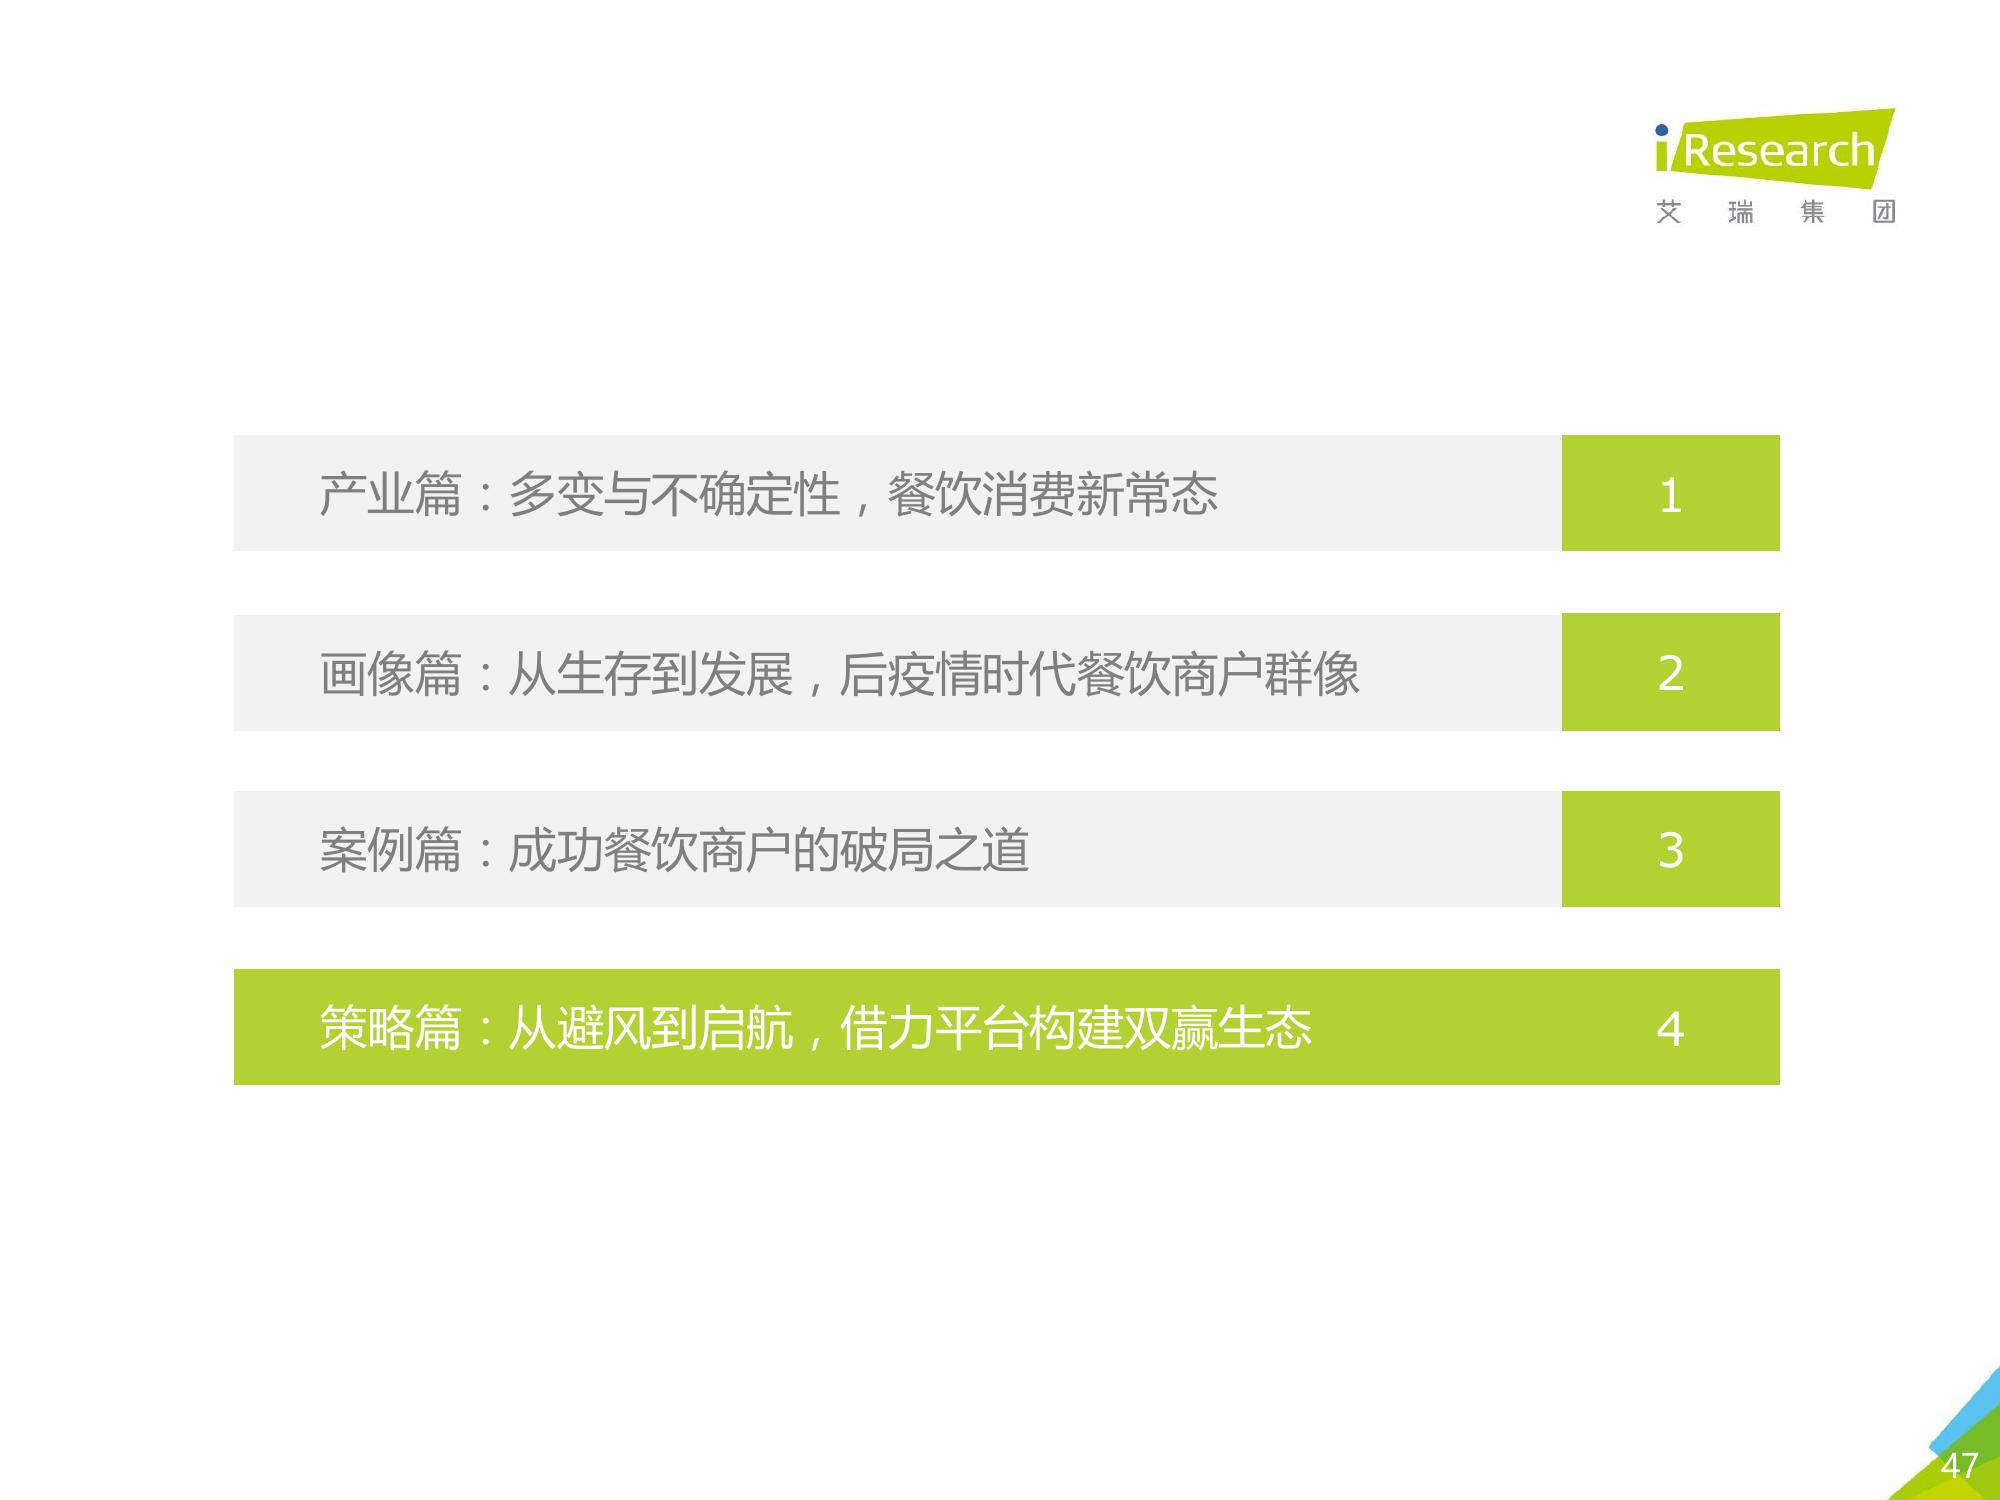 iResearch
艾瑞集团
产业篇：多变与不确定性，餐饮消费新常态 1
画像篇：从生存到发展，后疫情时代餐饮商户群像 2
案例篇：成功餐饮商户的破局之道 3
策略篇：从避风到启航，借力平台构建双赢生态 4
47